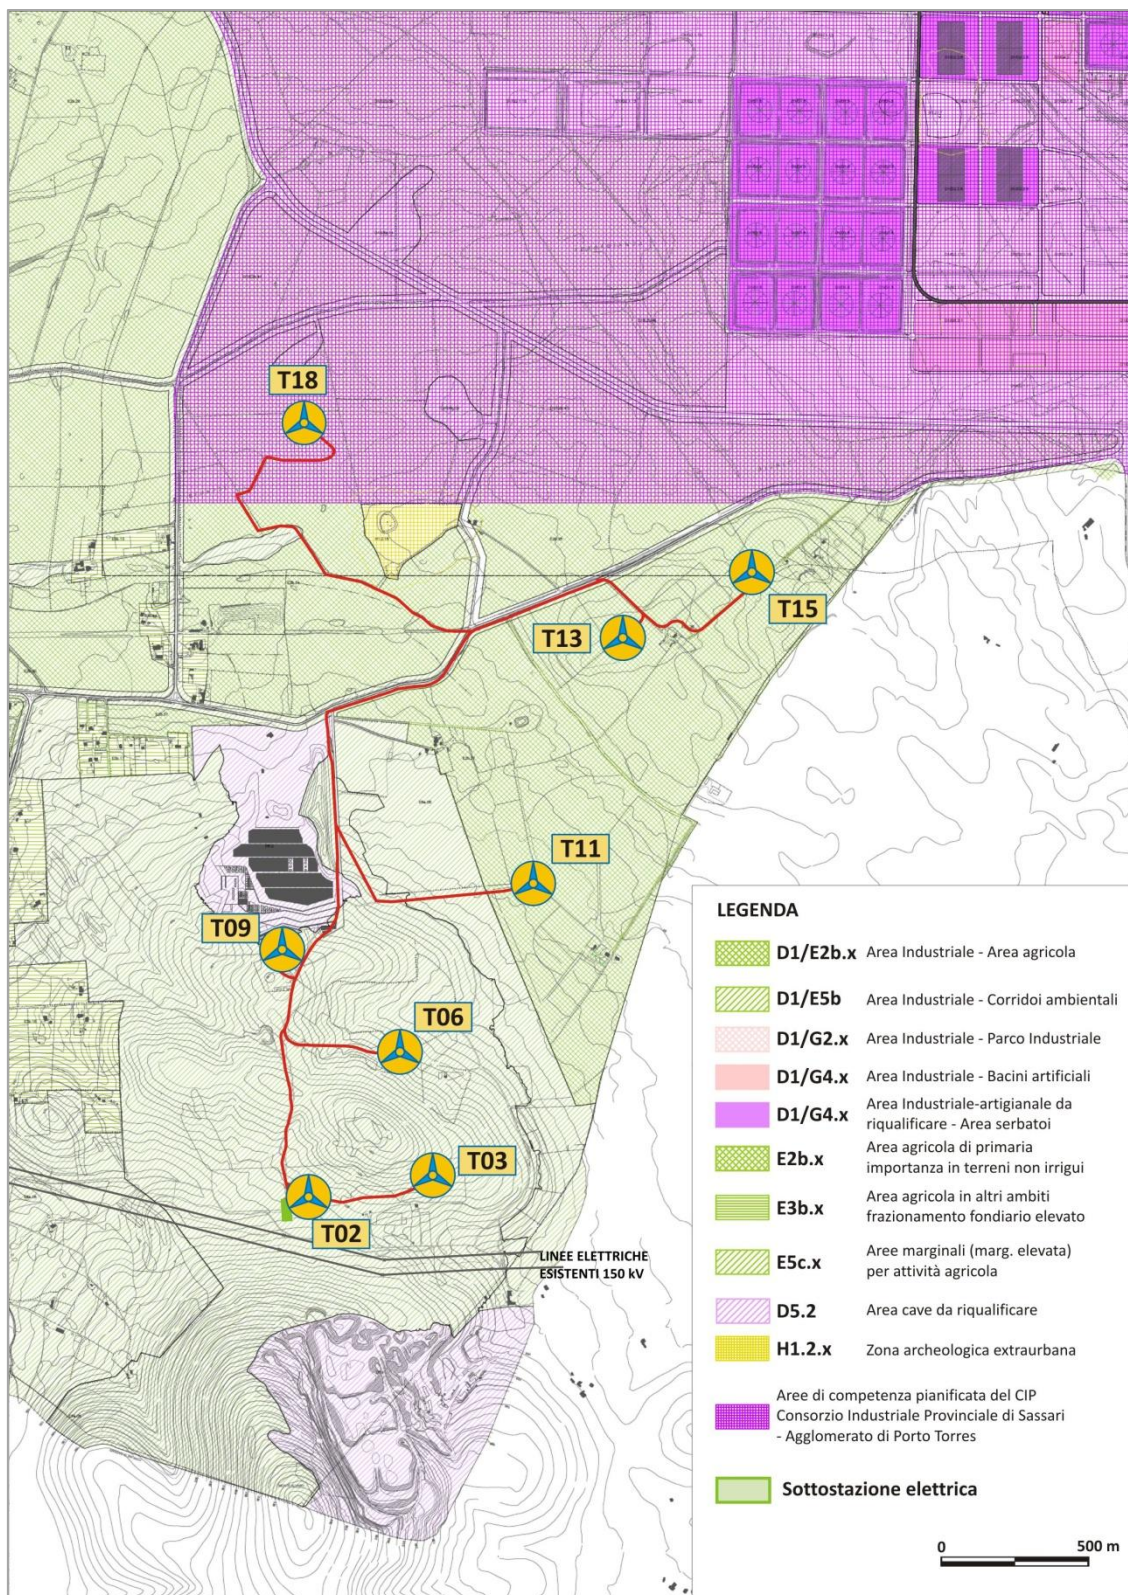 T18
T15
T13
T11
T09
T06
T03
T02
LINEE ELETTRICHE
ESISTENTI 150 kV
LEGENDA
D1/E2b.x Area Industriale - Area agricola
D1/E5b Area Industriale - Corridoi ambientali
D1/G2.x Area Industriale - Parco Industriale
D1/G4.x Area Industriale - Bacini artificiali
D1/G4.x Area Industriale-artigianale da
riqualificare - Area serbatoi
E2b.x Area agricola di primaria
importanza in terreni non irrigui
E3b.x Area agricola in altri ambiti
frazionamento fondiario elevato
E5c.x Aree marginali (marg. elevata)
per attività agricola
D5.2 Area cave da riqualificare
H1.2.x Zona archeologica extraurbana
Aree di competenza pianificata del CIP
Consorzio Industriale Provinciale di Sassari
- Agglomerato di Porto Torres
Sottostazione elettrica
0 500 m